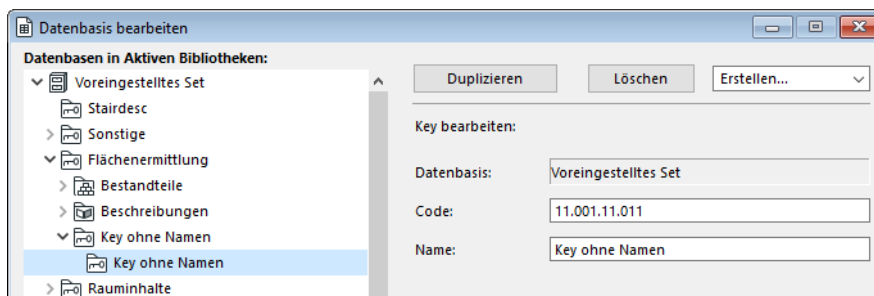 Datenbasis bearbeiten
Datenbasen in Aktiven Bibliotheken:
Voreingestelltes Set
Stairdesc
Sonstige
Flächenermittlung
Bestandteile
Beschreibungen
Key ohne Namen
Key ohne Namen
Rauminhalte
Duplizieren
Löschen
Erstellen...
Key bearbeiten:
Datenbasis: Voreingestelltes Set
Code: 11.001.11.011
Name: Key ohne Namen